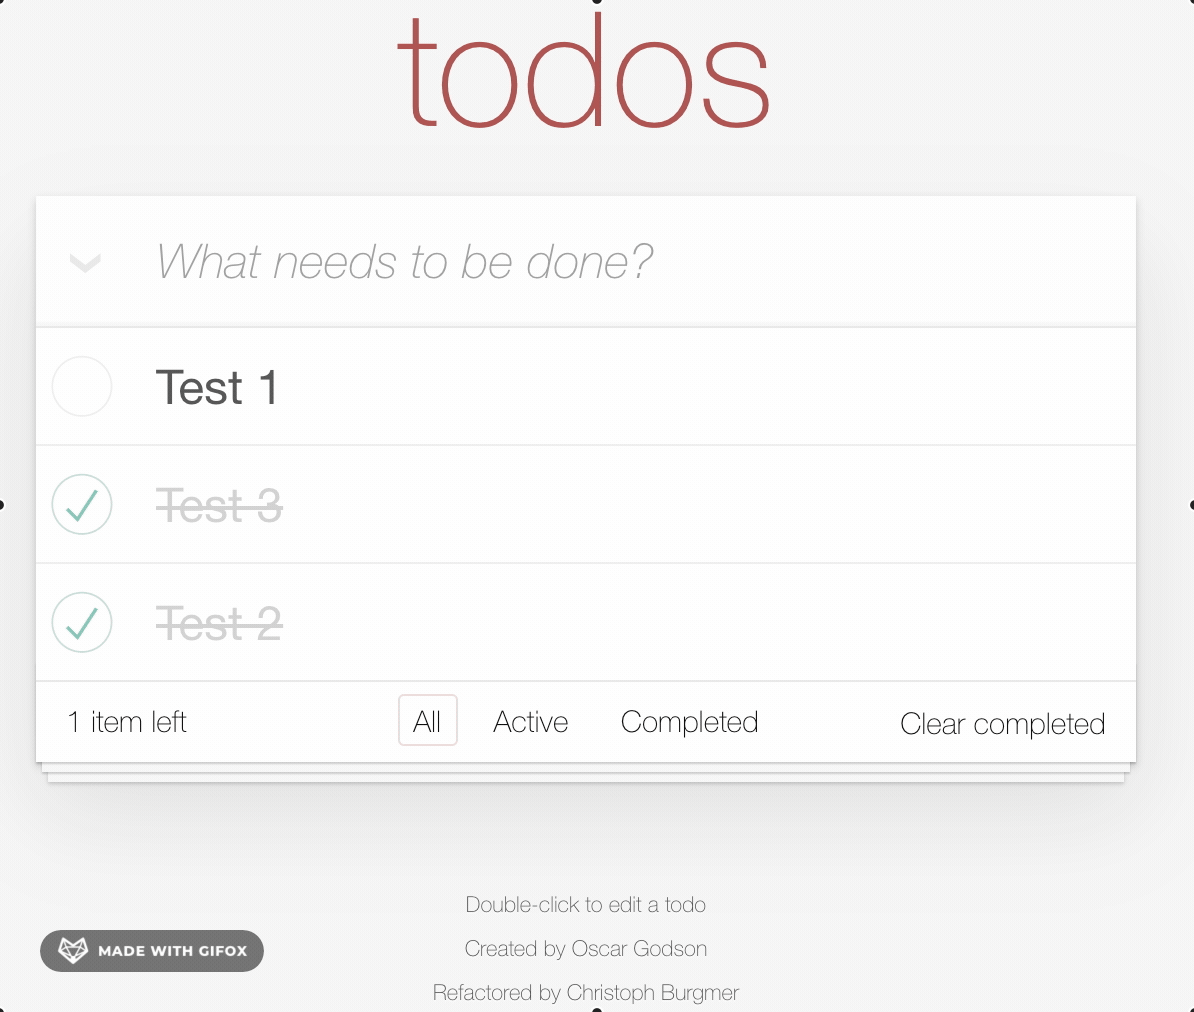 todos
What needs to be done?
Test 1
Test 3
Test 2
1 item left All Active Completed Clear completed
Double-click to edit a todo
Created by Oscar Godson
MADE WITH GIFOX
Refactored by Christoph Burgmer